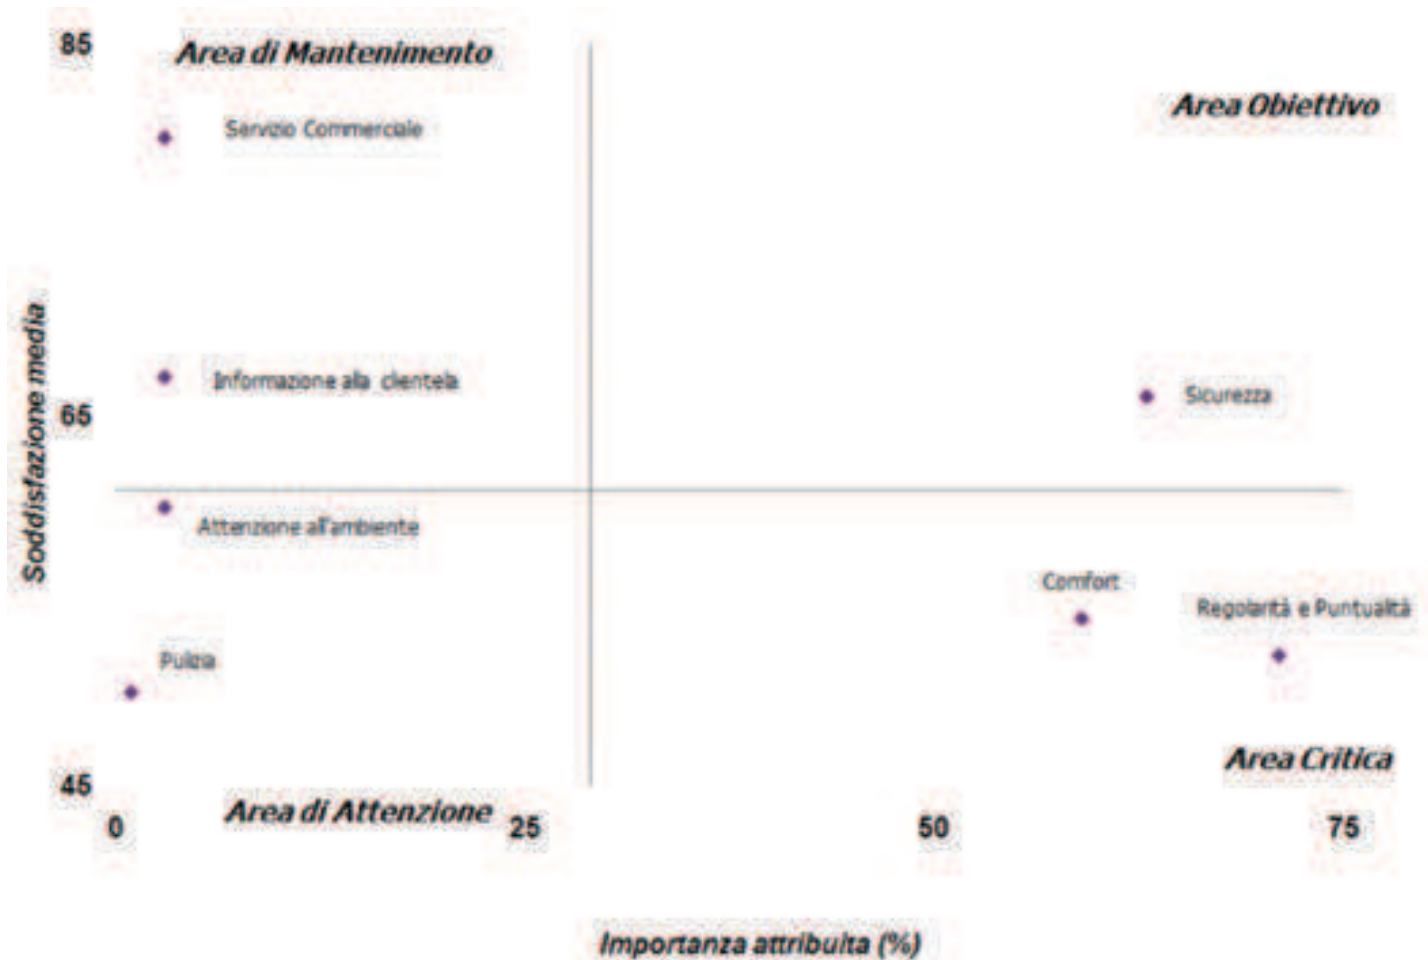 85
Area di Mantenimento
Area Obiettivo
Servizio Commerciale
Soddisfazione media
Informazione alla clientela
Sicurezza
65
Attenzione all'ambiente
Comfort
Regolarità e Puntualità
Pulizia
Area Critica
45
Area di Attenzione
0
25
50
75
Importanza attribuita (%)